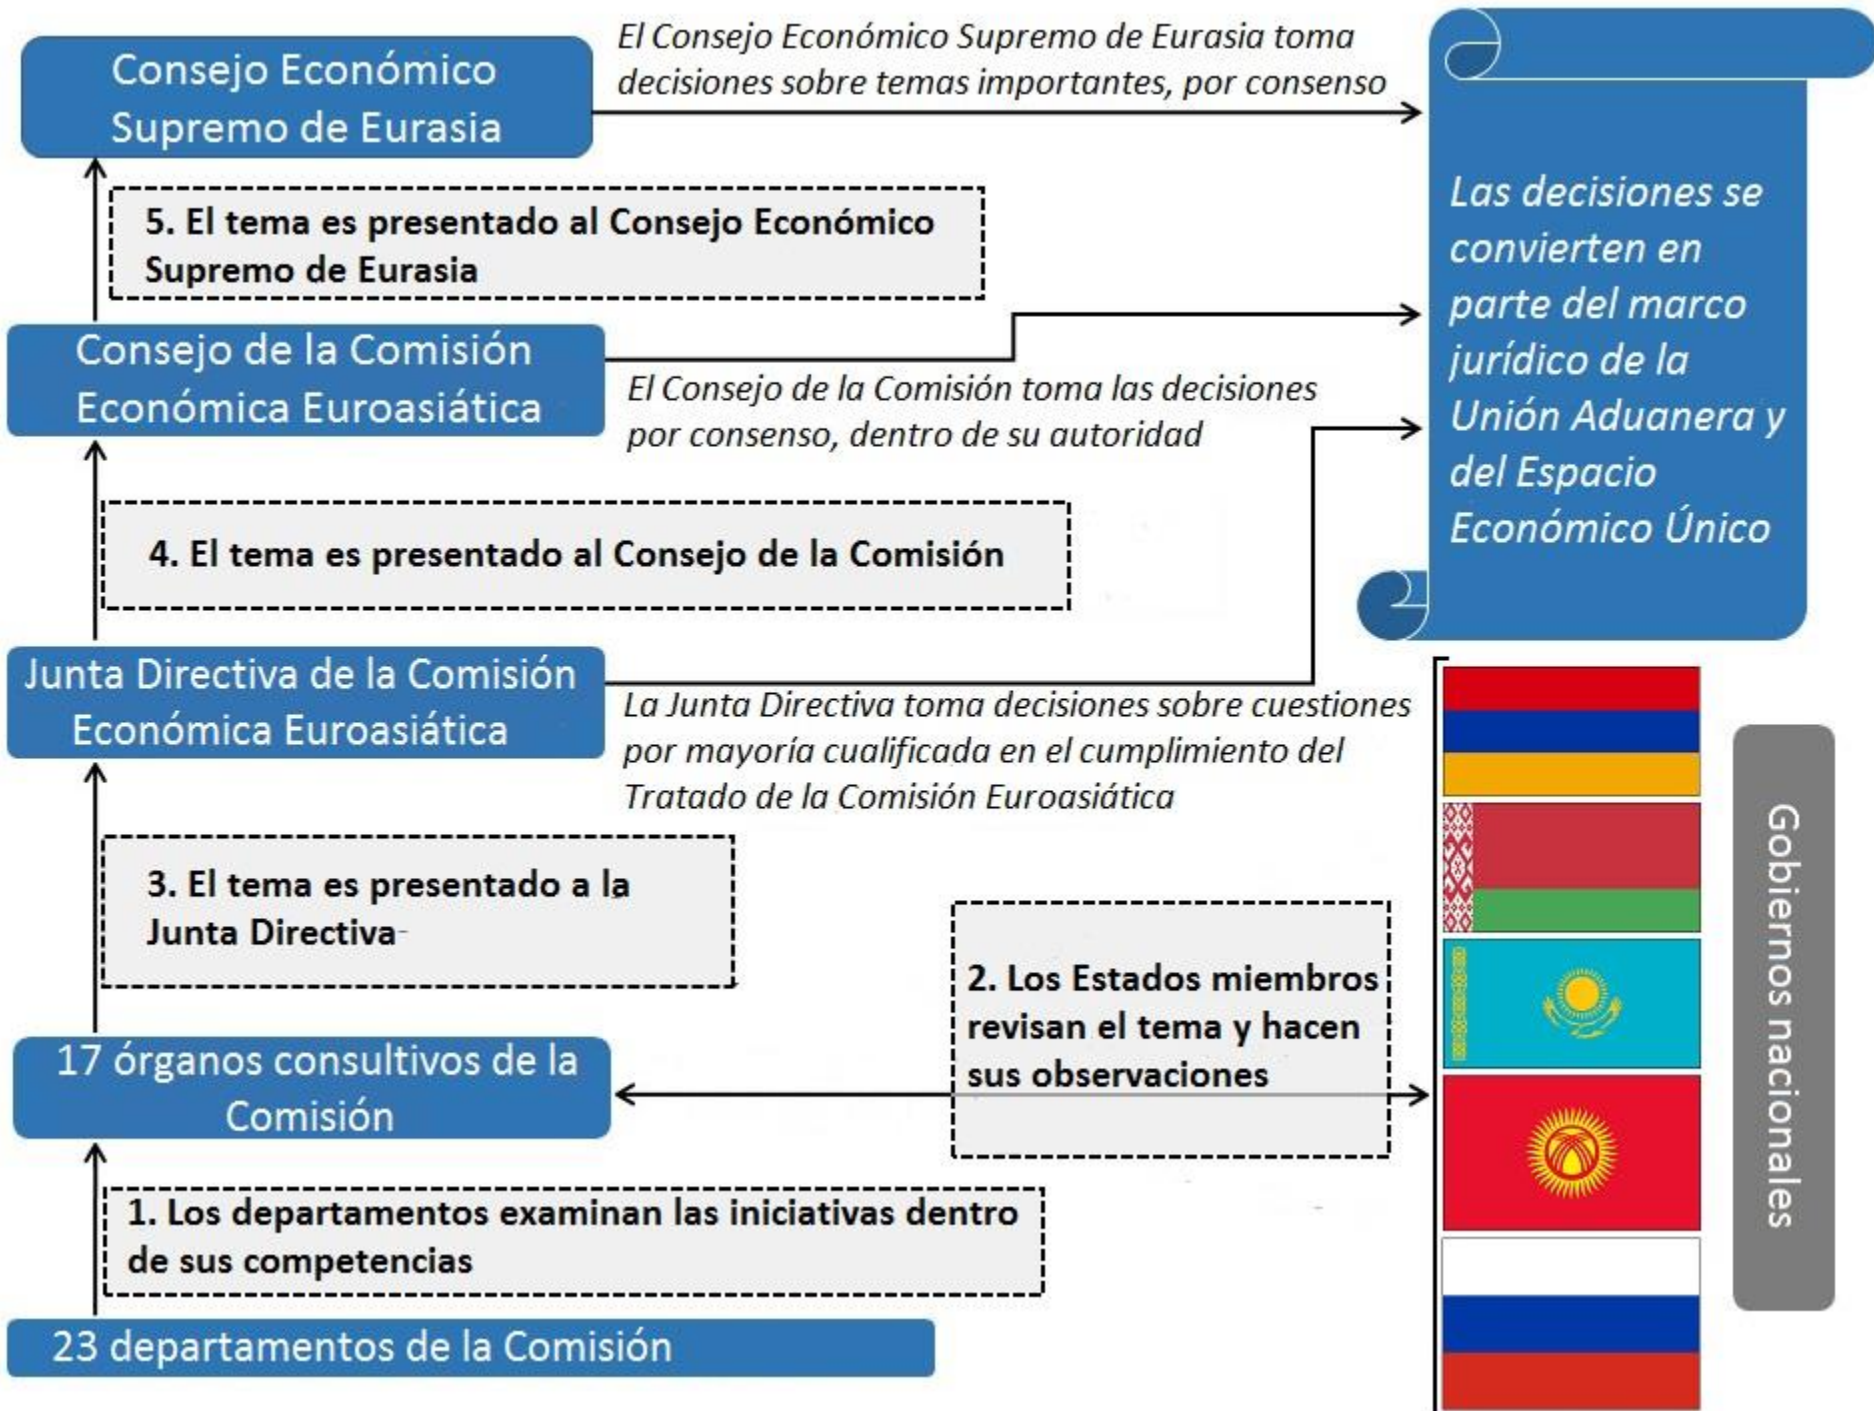 Consejo Económico
Supremo de Eurasia
El Consejo Económico Supremo de Eurasia toma
decisiones sobre temas importantes, por consenso
5. El tema es presentado al Consejo Económico
Supremo de Eurasia
Consejo de la Comisión
Económica Euroasiática
El Consejo de la Comisión toma las decisiones
por consenso, dentro de su autoridad
Las decisiones se
convierten en
parte del marco
jurídico de la
Unión Aduanera y
del Espacio
Económico Único
4. El tema es presentado al Consejo de la Comisión
Junta Directiva de la Comisión
Económica Euroasiática
La Junta Directiva toma decisiones sobre cuestiones
por mayoría cualificada en el cumplimiento del
Tratado de la Comisión Euroasiática
3. El tema es presentado a la
Junta Directiva
2. Los Estados miembros
revisan el tema y hacen
sus observaciones
Gobiernos nacionales
17 órganos consultivos de la
Comisión
1. Los departamentos examinan las iniciativas dentro
de sus competencias
23 departamentos de la Comisión